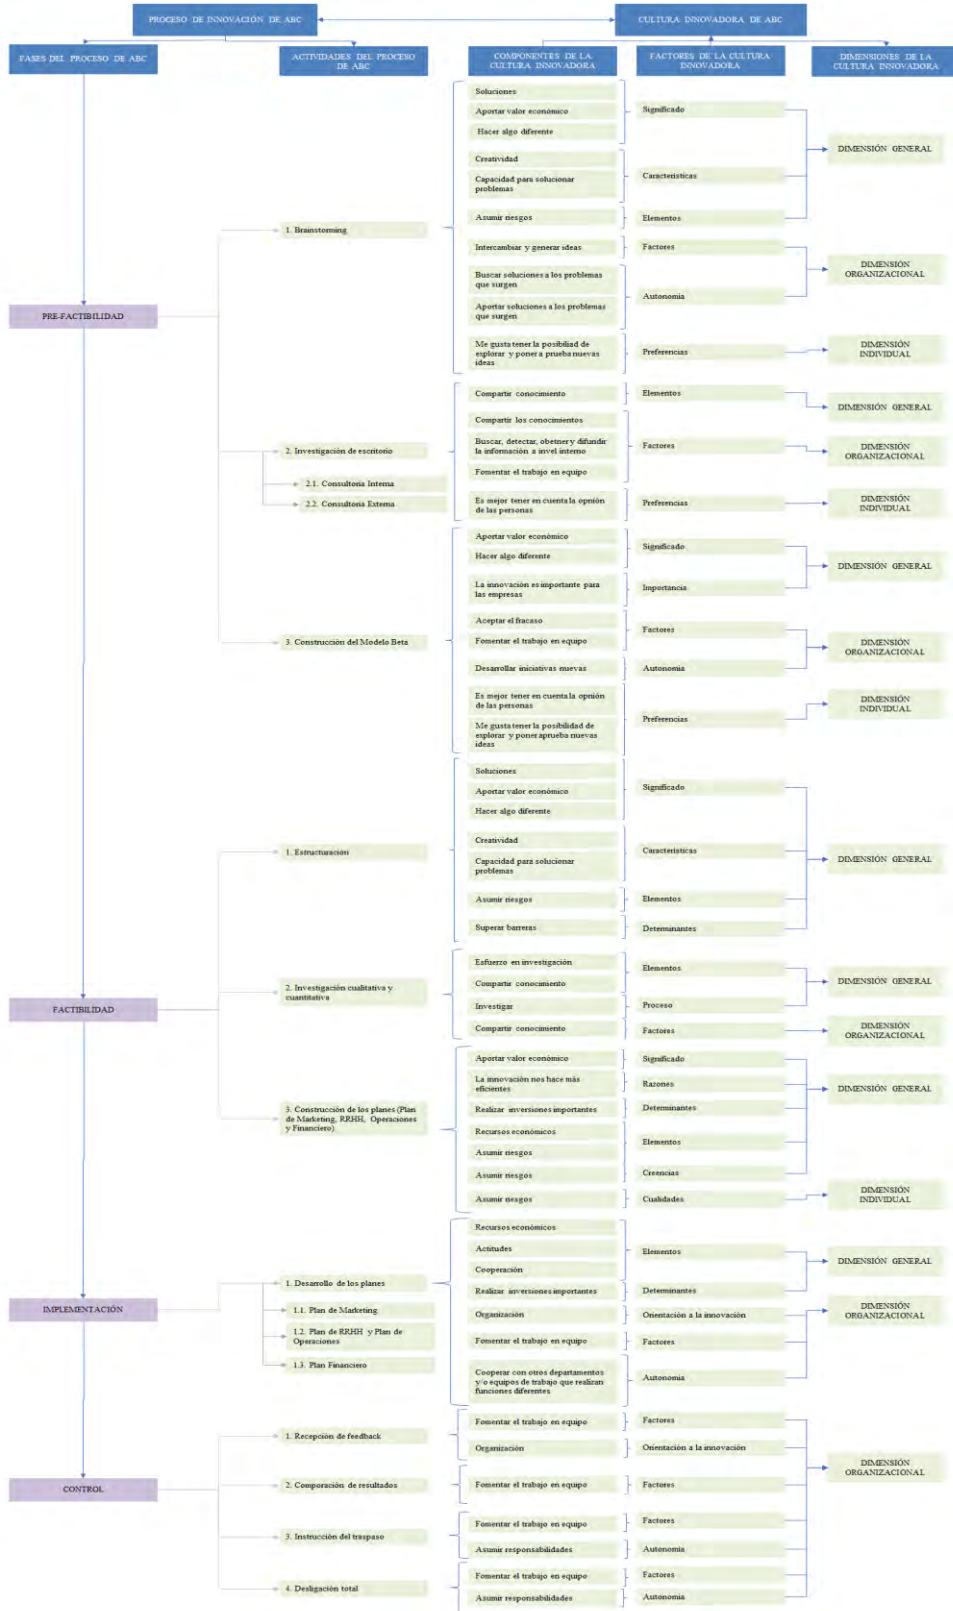 PROCESO DE INNOVACIÓN DE ABC
CULTURA INNOVADORA DE ABC
FASES DEL PROCESO DE ABC
ACTIVIDADES DEL PROCESO
DE ABC
COMPONENTES DE LA
CULTURA INNOVADORA
FACTORES DE LA CULTURA
INNOVADORA
DIMENSIONES DE LA
CULTURA INNOVADORA
PRE-FACTIBILIDAD
1. Brainstorming
Soluciones
Aportar valor económico
Hacer algo diferente
Significado
Creatividad
Capacidad para solucionar
problemas
Características
Asumir riesgos
Elementos
DIMENSIÓN GENERAL
Intercambiar y generar ideas
Factores
Buscar soluciones a los problemas
que surgen
Aportar soluciones a los problemas
que surgen
Autonomía
DIMENSIÓN
ORGANIZACIONAL
Me gusta tener la posibiliad de
explorar y poner a prueba nuevas
ideas
Preferencias
DIMENSIÓN
INDIVIDUAL
2. Investigación de escritorio
2.1. Consultoria Interna
2.2. Consultoria Externa
Compartir conocimiento
Elementos
DIMENSIÓN GENERAL
Compartir los conocimientos
Buscar, detectar, obetner y difundir
la información a nivel interno
Fomentar el trabajo en equipo
Factores
DIMENSIÓN
ORGANIZACIONAL
Es mejor tener en cuenta la opinión
de las personas
Preferencias
DIMENSIÓN
INDIVIDUAL
3. Construcción del Modelo Beta
Aportar valor económico
Hacer algo diferente
Significado
La innovación es importante para
las empresas
Importancia
DIMENSIÓN GENERAL
Aceptar el fracaso
Fomentar el trabajo en equipo
Factores
Desarrollar iniciativas nuevas
Autonomía
DIMENSIÓN
ORGANIZACIONAL
Es mejor tener en cuenta la opinión
de las personas
Me gusta tener la posibilidad de
explorar y poner aprueba nuevas
ideas
Preferencias
DIMENSIÓN
INDIVIDUAL
FACTIBILIDAD
1. Estructuración
Soluciones
Aportar valor económico
Hacer algo diferente
Significado
Creatividad
Capacidad para solucionar
problemas
Características
Asumir riesgos
Elementos
Superar barreras
Determinantes
DIMENSIÓN GENERAL
2. Investigación cualitativa y
cuantitativa
Esfuerzo en investigación
Compartir conocimiento
Elementos
Investigar
Proceso
DIMENSIÓN GENERAL
Compartir conocimiento
Factores
DIMENSIÓN
ORGANIZACIONAL
3. Construcción de los planes (Plan
de Marketing, RRHH, Operaciones
y Financiero)
Aportar valor económico
Significado
La innovación nos hace más
eficientes
Razones
Realizar inversiones importantes
Determinantes
Recursos económicos
Asumir riesgos
Elementos
Asumir riesgos
Creencias
DIMENSIÓN GENERAL
Asumir riesgos
Cualidades
DIMENSIÓN
INDIVIDUAL
IMPLEMENTACIÓN
1. Desarrollo de los planes
1.1. Plan de Marketing
1.2. Plan de RRHH y Plan de
Operaciones
1.3. Plan Financiero
Recursos económicos
Actitudes
Cooperación
Elementos
Realizar inversiones importantes
Determinantes
DIMENSIÓN GENERAL
Organización
Orientación a la innovación
Fomentar el trabajo en equipo
Factores
Cooperar con otros departamentos
y/o equipos de trabajo que realizan
funciones diferentes
Autonomía
DIMENSIÓN
ORGANIZACIONAL
CONTROL
1. Recepción de feedback
Fomentar el trabajo en equipo
Factores
Organización
Orientación a la innovación
2. Comporación de resultados
Fomentar el trabajo en equipo
Factores
3. Instrucción del traspaso
Fomentar el trabajo en equipo
Factores
Asumir responsabilidades
Autonomía
4. Desligación total
Fomentar el trabajo en equipo
Factores
Asumir responsabilidades
Autonomía
DIMENSIÓN
ORGANIZACIONAL